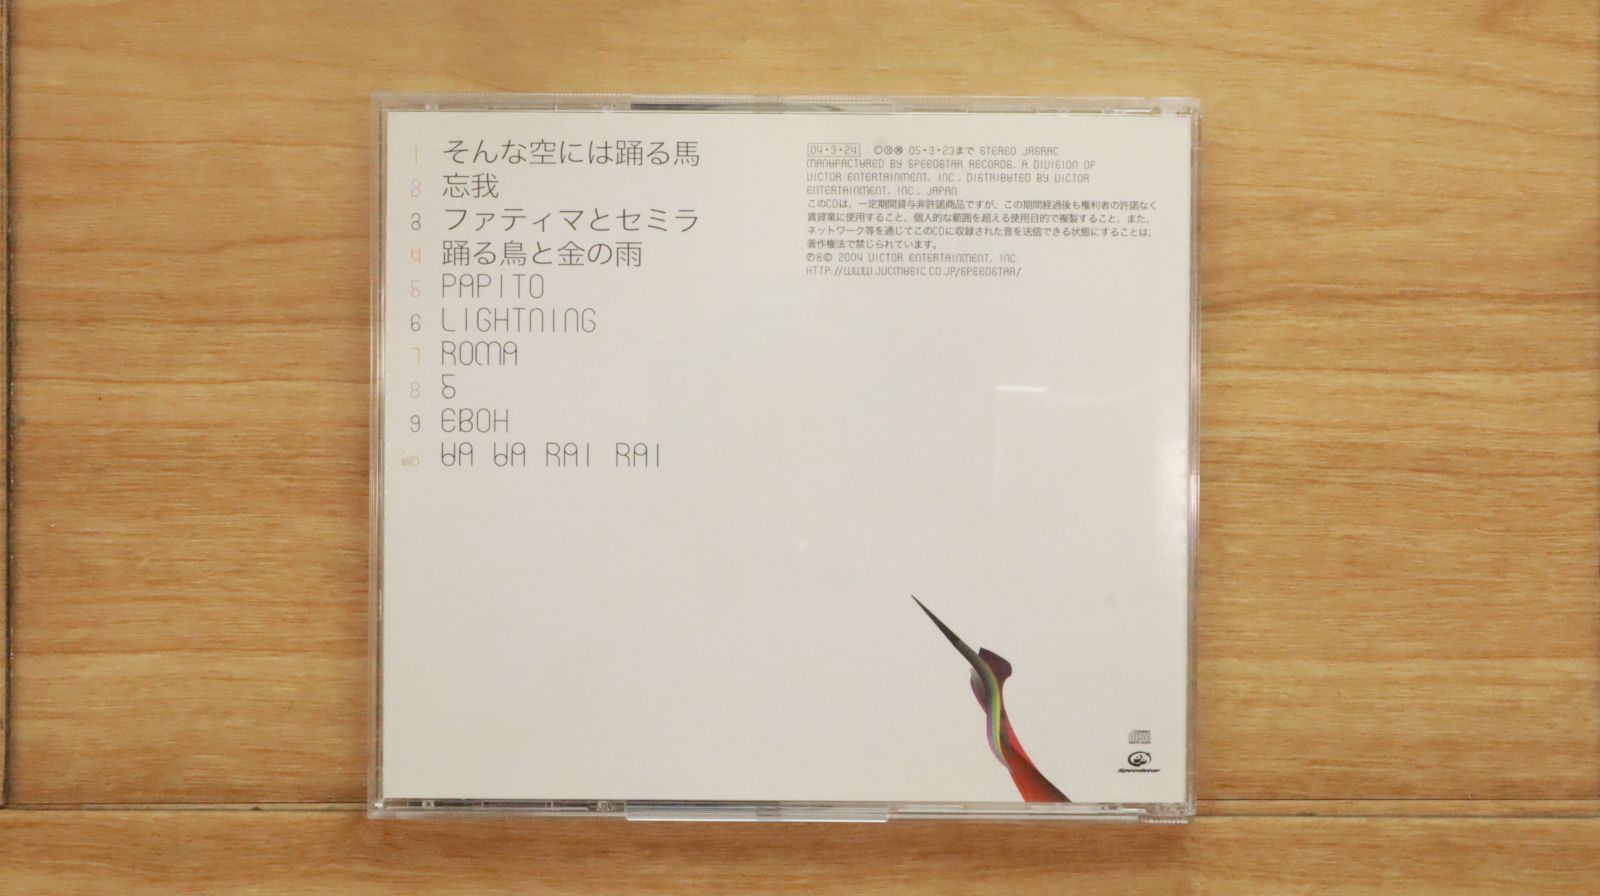 1 そんな空には踊る馬
2 忘我
3 ファティマとセミラ
4 踊る鳥と金の雨
5 PAPITO
6 LIGHTNING
7 ROMA
8 5
9 EBOH
10 UA UA RAI RAI
04・3・24 05・3・23まで STEREO JASRAC
MANUFACTURED BY SPEEDSTAR RECORDS, A DIVISION OF
VICTOR ENTERTAINMENT, INC., DISTRIBUTED BY VICTOR
ENTERTAINMENT, INC., JAPAN.
このCDは、一定期間貸与非許諾商品ですが、この期間経過後も権利者の許諾なく
賃貸業に使用すること、個人的な範囲を超える使用目的で複製すること、また、
ネットワーク等を通じてこのCDに収録された音を送信できる状態にすることは、
著作権法で禁じられています。
℗&© 2004 VICTOR ENTERTAINMENT, INC.
HTTP://WWW.JVCMUSIC.CO.JP/SPEEDSTAR/
Speedstar